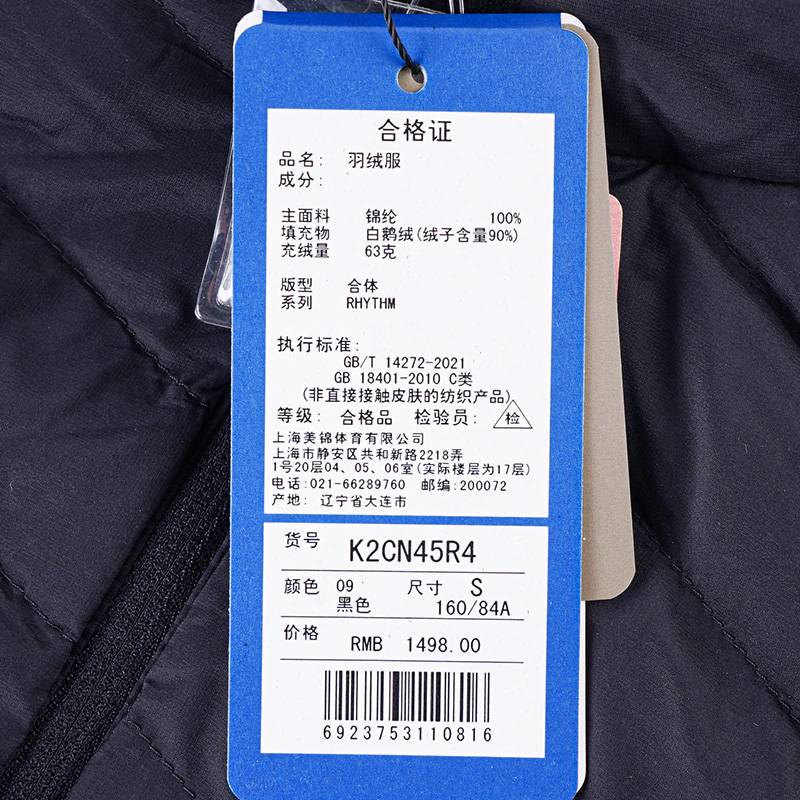 合格证
品名: 羽绒服
成分:
主面料 锦纶 100%
填充物 白鹅绒(绒子含量90%)
充绒量 63克
版型 合体
系列 RHYTHM
执行标准:
GB/T 14272-2021
GB 18401-2010 C类
(非直接接触皮肤的纺织产品)
等级: 合格品 检验员: 检
上海美锦体育有限公司
上海市静安区共和新路2218弄
1号20层04、05、06室(实际楼层为17层)
电话:021-66289760 邮编:200072
产地: 辽宁省大连市
货号 K2CN45R4
颜色 09 尺寸 S
黑色 160/84A
价格 RMB 1498.00
6923753110816